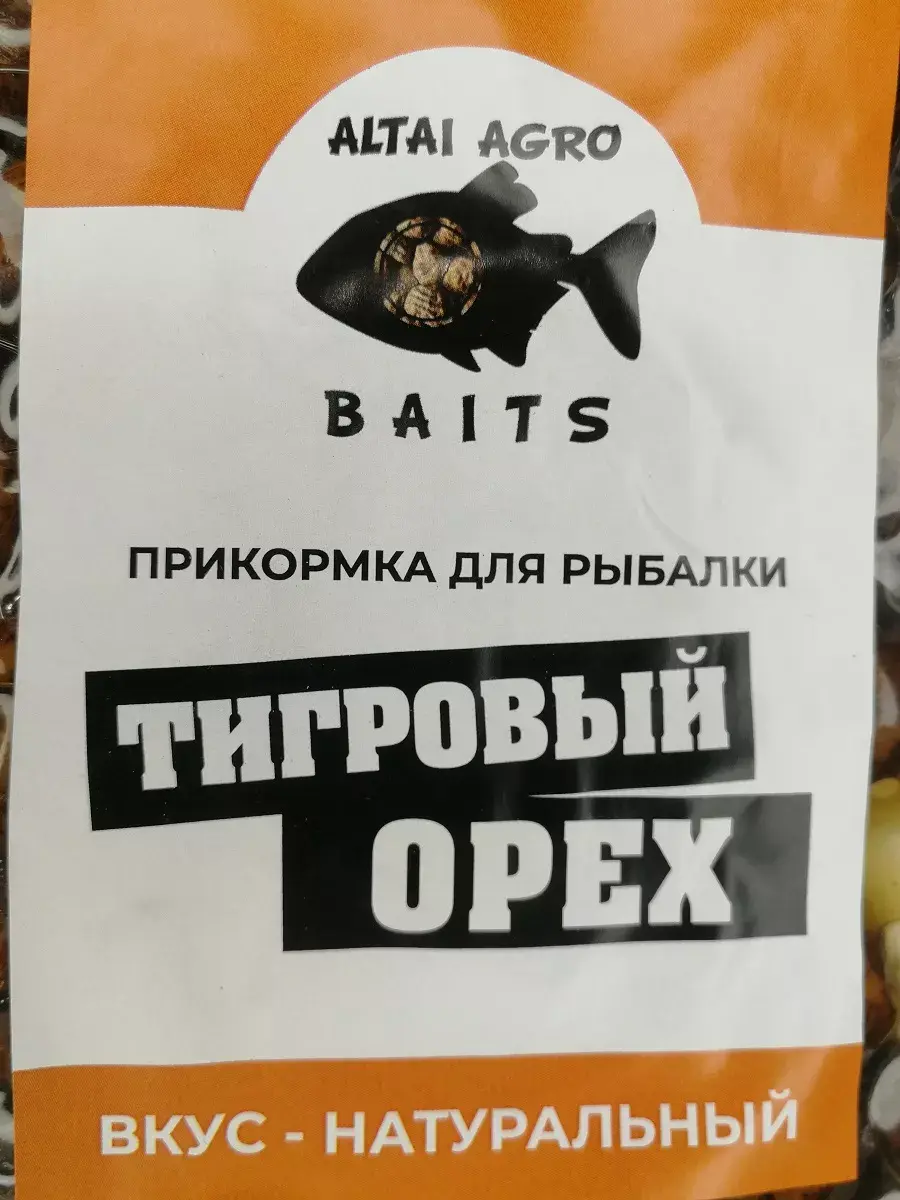 ALTAI AGRO
BAITS
ПРИКОРМКА ДЛЯ РЫБАЛКИ
ТИГРОВЫЙ
ОРЕХ
ВКУС - НАТУРАЛЬНЫЙ